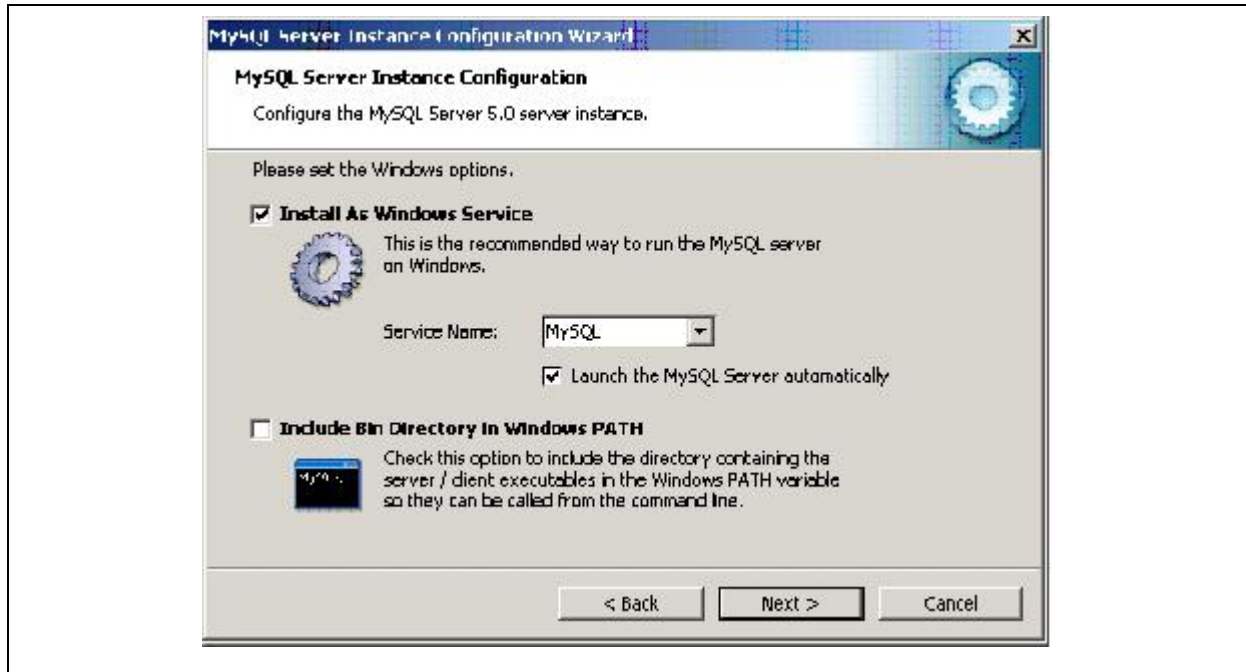 MySQL Server Instance Configuration Wizard
MySQL Server Instance Configuration
Configure the MySQL Server 5.0 server instance.
Please set the Windows options.
Install As Windows Service
This is the recommended way to run the MySQL server
on Windows.
Service Name:
MySQL
Launch the MySQL Server automatically
Include Bin Directory in Windows PATH
Check this option to include the directory containing the
server / client executables in the Windows PATH variable
so they can be called from the command line.
< Back
Next >
Cancel